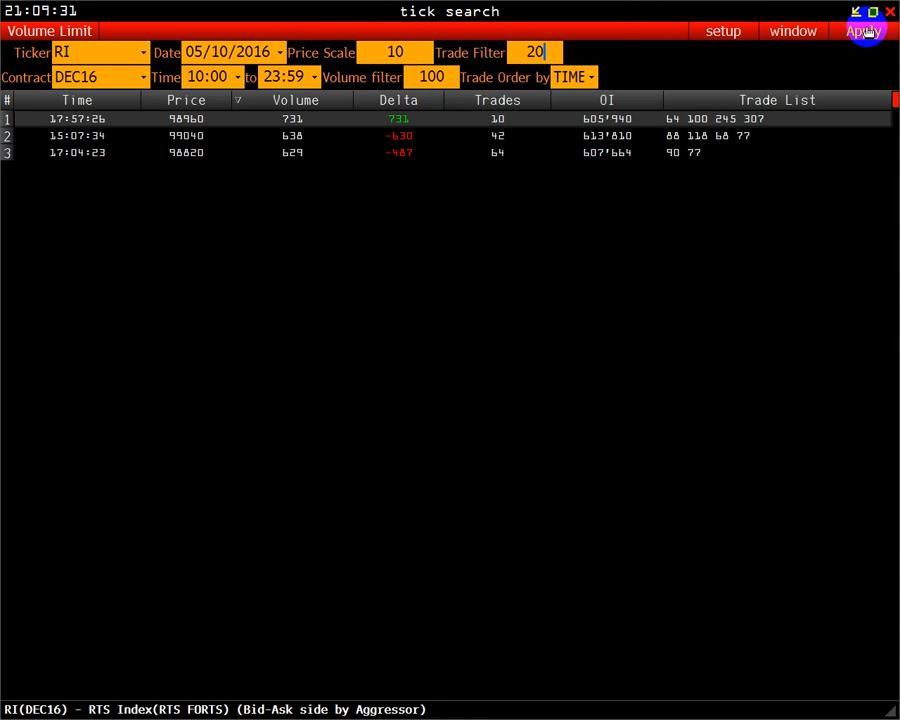 21:09:31 tick search
Volume Limit setup window Apply
Ticker RI Date 05/10/2016 Price Scale 10 Trade Filter 20
Contract DEC16 Time 10:00 to 23:59 Volume filter 100 Trade Order by TIME
# Time Price Volume Delta Trades OI Trade List
1 17:57:26 98960 731 731 10 605'940 64 100 245 307
2 15:07:34 99040 638 -630 42 613'810 88 118 68 77
3 17:04:23 98820 629 -487 64 607'664 90 77
RI(DEC16) - RTS Index(RTS FORTS) (Bid-Ask side by Aggressor)